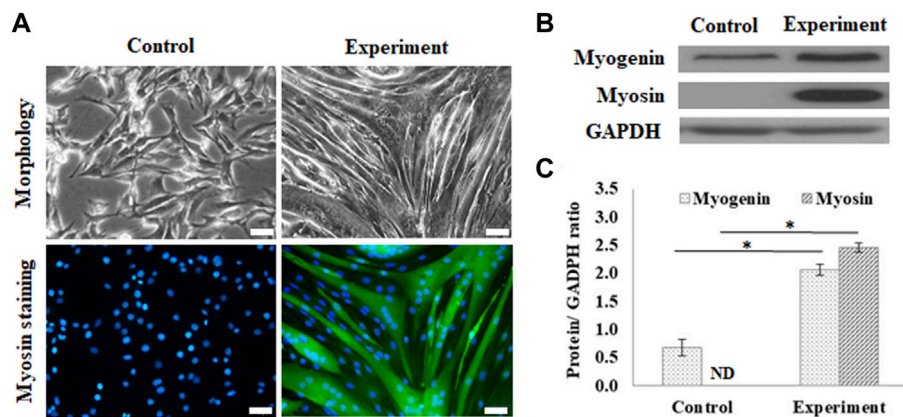 A
Control
Experiment
Morphology
Myosin staining
B
Control
Experiment
Myogenin
Myosin
GAPDH
C
Protein/ GADPH ratio
3.5
3.0
2.5
2.0
1.5
1.0
0.5
0.0
Myogenin
Myosin
*
*
ND
Control
Experiment